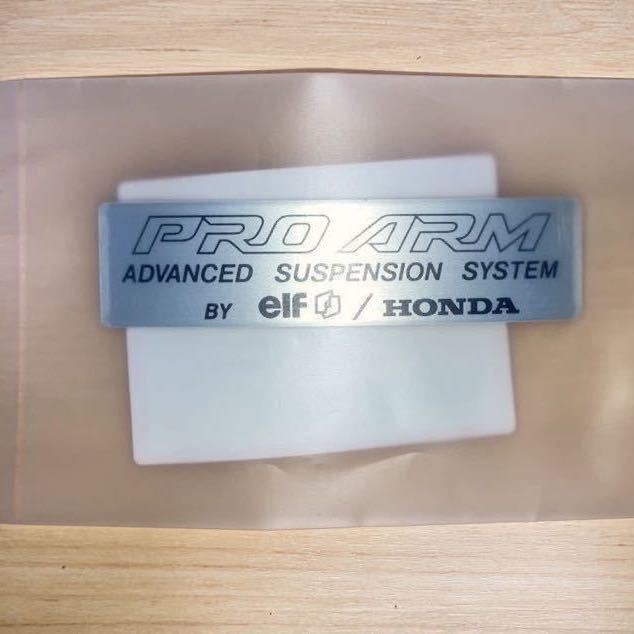 PRO ARM
ADVANCED SUSPENSION SYSTEM
BY elf / HONDA